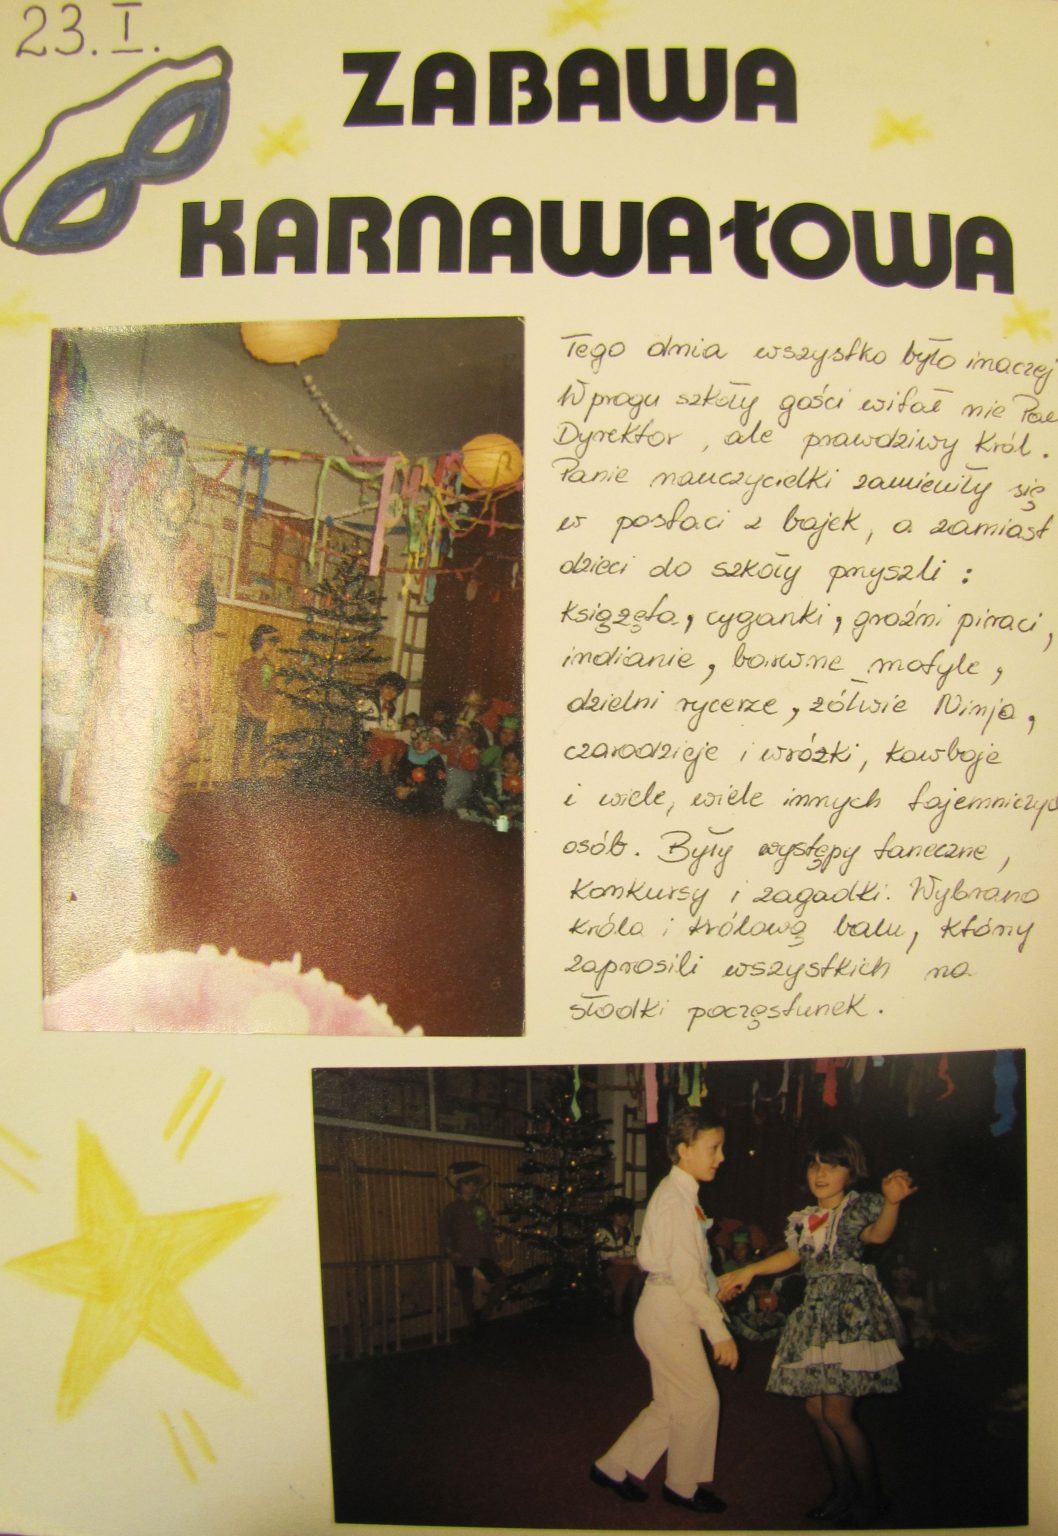 23. I.
ZABAWA
KARNAWAŁOWA
Tego dnia wszystko było inaczej
W progu szkoły gości witał nie Pan
Dyrektor, ale prawdziwy Król.
Panie nauczycielki zamieniły się
w postaci z bajek, a zamiast
dzieci do szkoły przyszli :
książęta, cyganki, groźni piraci,
indianie, barwne motyle,
dzielni rycerze, żółwie Ninja,
czarodzieje i wróżki, kowboje
i wiele, wiele innych tajemniczyc
osób. Były występy taneczne,
konkursy i zagadki. Wybrano
króla i królową balu, którzy
zaprosili wszystkich na
słodki poczęstunek.